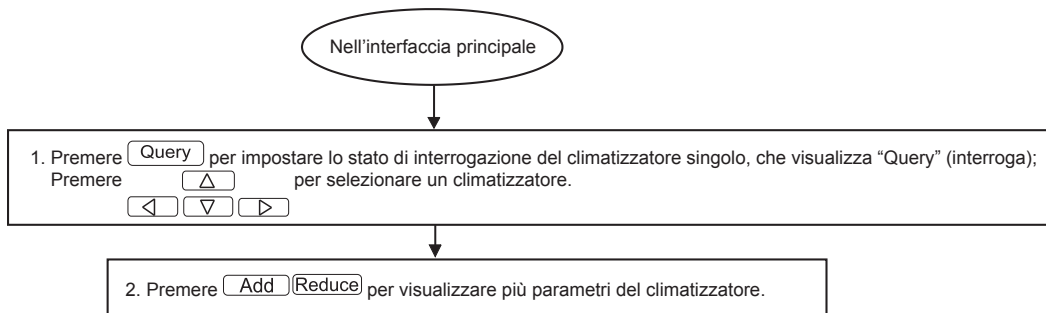 Nell'interfaccia principale
1. Premere Query per impostare lo stato di interrogazione del climatizzatore singolo, che visualizza “Query” (interroga);
Premere △ per selezionare un climatizzatore.
◁ ▽ ▷
2. Premere Add Reduce per visualizzare più parametri del climatizzatore.